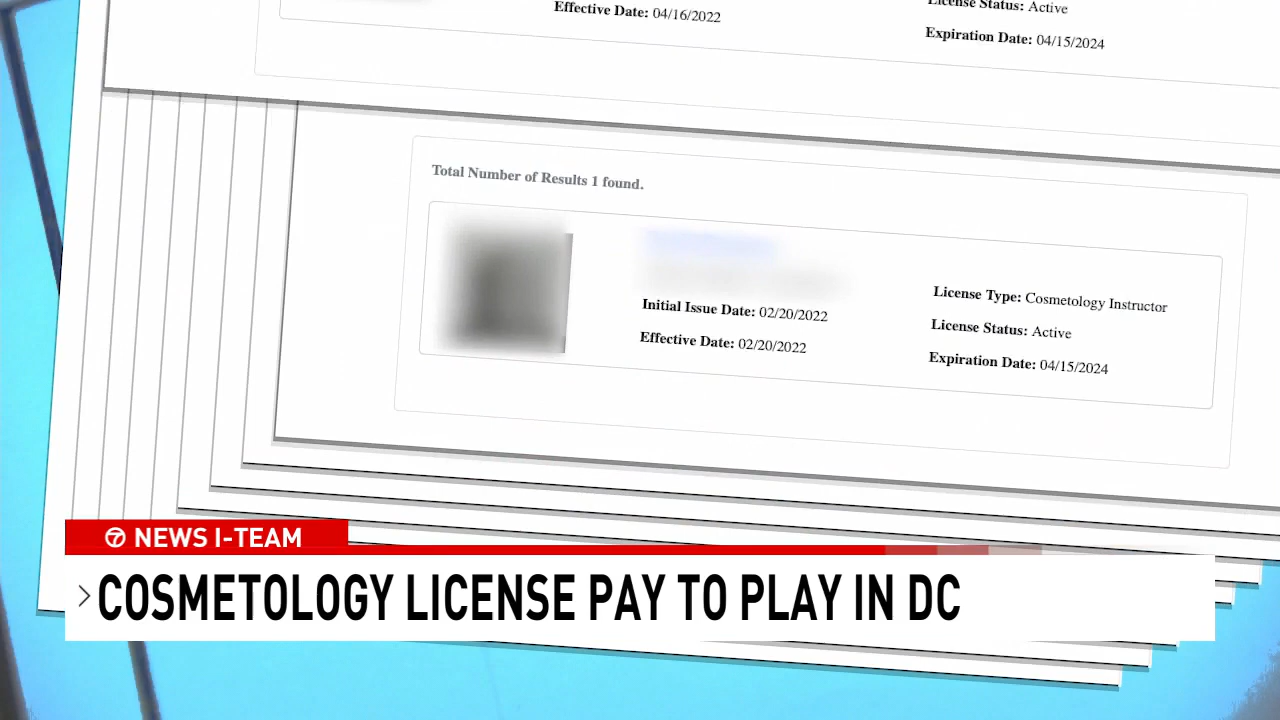 Effective Date: 04/16/2022
License Status: Active
Expiration Date: 04/15/2024
Total Number of Results 1 found.
Initial Issue Date: 02/20/2022
Effective Date: 02/20/2022
License Type: Cosmetology Instructor
License Status: Active
Expiration Date: 04/15/2024
7 NEWS I-TEAM
COSMETOLOGY LICENSE PAY TO PLAY IN DC